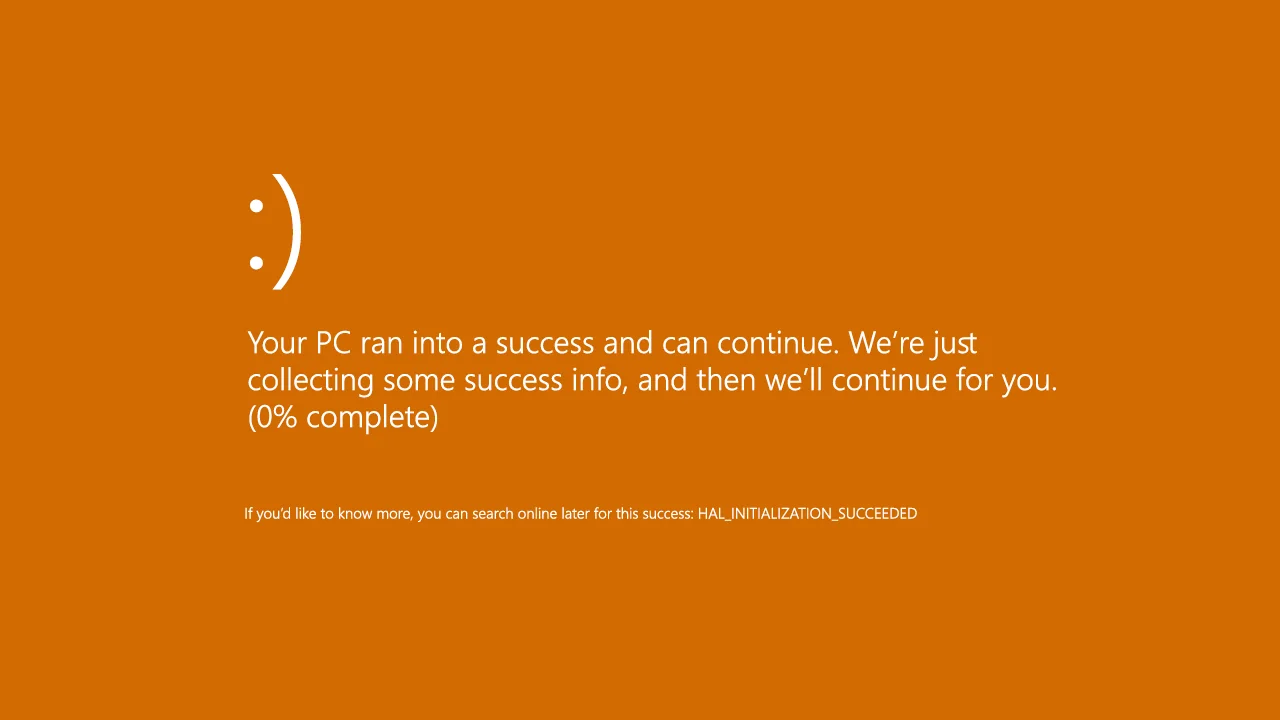 :)
Your PC ran into a success and can continue. We’re just
collecting some success info, and then we’ll continue for you.
(0% complete)
If you’d like to know more, you can search online later for this success: HAL_INITIALIZATION_SUCCEEDED